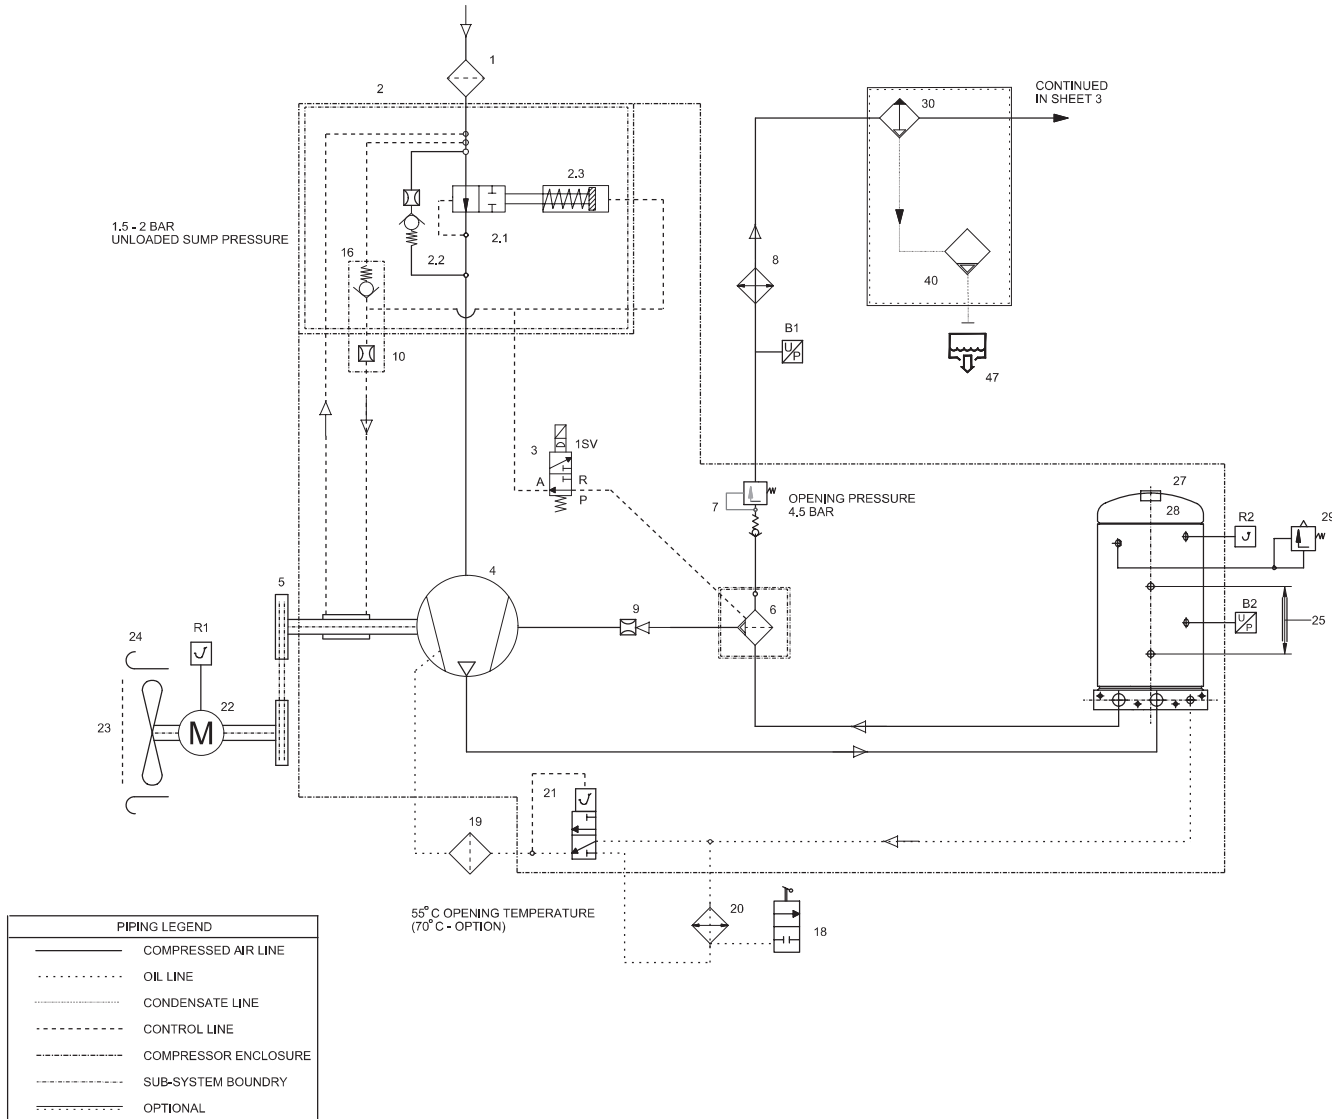 1
2
CONTINUED
IN SHEET 3
30
2.3
1.5 - 2 BAR
UNLOADED SUMP PRESSURE
2.1
16
2.2
8
40
B1
U
P
10
47
3
1SV
A
R
P
7
OPENING PRESSURE
4.5 BAR
27
28
R2
29
4
5
9
6
B2
U
P
25
24
R1
22
23
M
21
19
55°C OPENING TEMPERATURE
(70°C - OPTION)
20
18
PIPING LEGEND
COMPRESSED AIR LINE
OIL LINE
CONDENSATE LINE
CONTROL LINE
COMPRESSOR ENCLOSURE
SUB-SYSTEM BOUNDRY
OPTIONAL